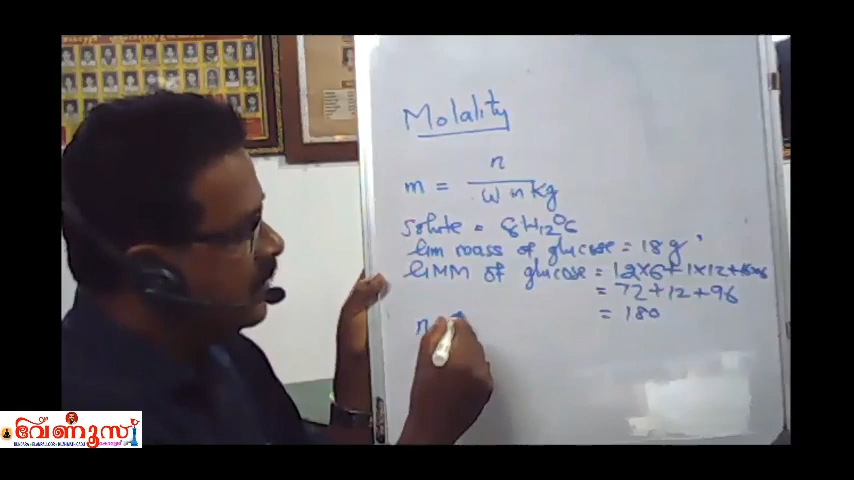 Molality
m = n
W in Kg
Solute = C6H12O6
Gm mass of glucose = 18g
GMM of glucose = 12x6+1x12+16x6
= 72+12+96
= 180
n
വേണൂസ്